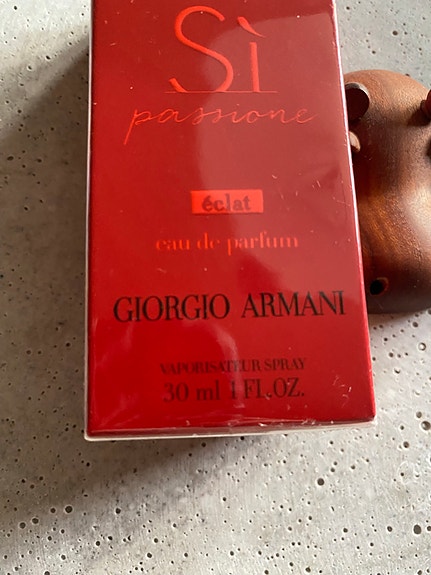 Sì
passione
éclat
eau de parfum
GIORGIO ARMANI
VAPORISATEUR SPRAY
30 ml 1 FL.OZ.